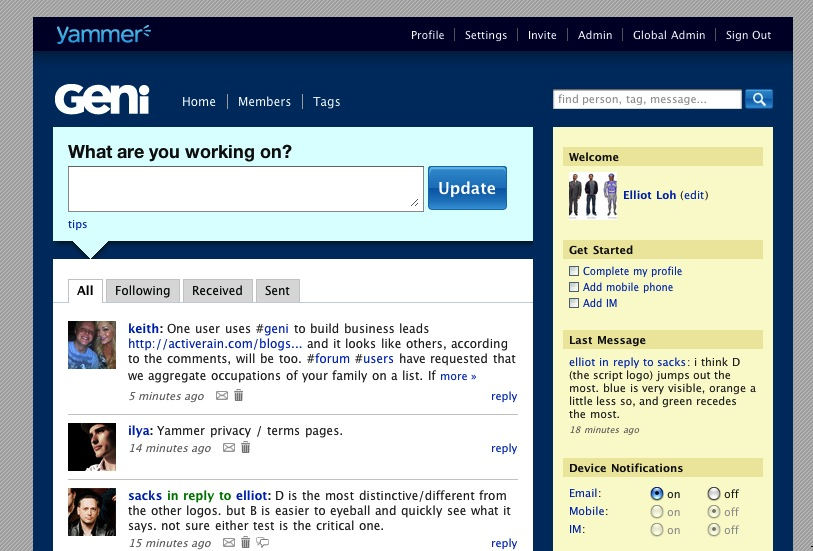 yammer
Profile Settings Invite Admin Global Admin Sign Out
Geni
Home Members Tags
find person, tag, message...
What are you working on?
Update
tips
All Following Received Sent
keith: One user uses #geni to build business leads
http://activerain.com/blogs... and it looks like others, according
to the comments, will be too. #forum #users have requested that
we aggregate occupations of your family on a list. If more »
5 minutes ago reply
ilya: Yammer privacy / terms pages.
14 minutes ago reply
sacks in reply to elliot: D is the most distinctive/different from
the other logos. but B is easier to eyeball and quickly see what it
says. not sure either test is the critical one.
15 minutes ago reply
Welcome
Elliot Loh (edit)
Get Started
Complete my profile
Add mobile phone
Add IM
Last Message
elliot in reply to sacks: i think D
(the script logo) jumps out the
most. blue is very visible, orange a
little less so, and green recedes
the most.
18 minutes ago
Device Notifications
Email: on off
Mobile: on off
IM: on off